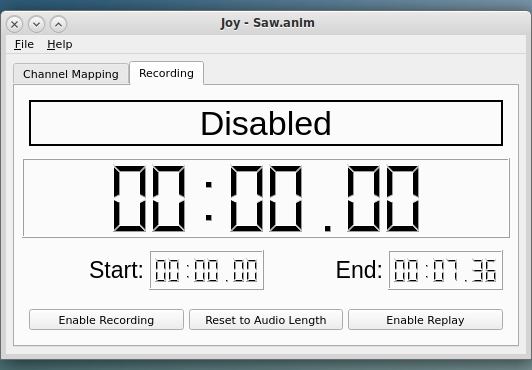 Joy - Saw.anim
File Help
Channel Mapping Recording
Disabled
00:00.00
Start: 00:00.00 End: 00:07.36
Enable Recording Reset to Audio Length Enable Replay